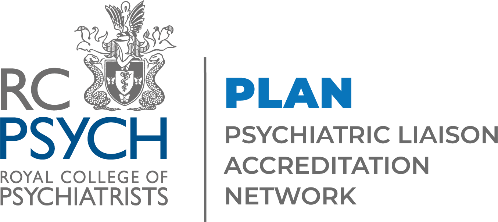 RC
PSYCH
ROYAL COLLEGE OF
PSYCHIATRISTS
PLAN
PSYCHIATRIC LIAISON
ACCREDITATION
NETWORK